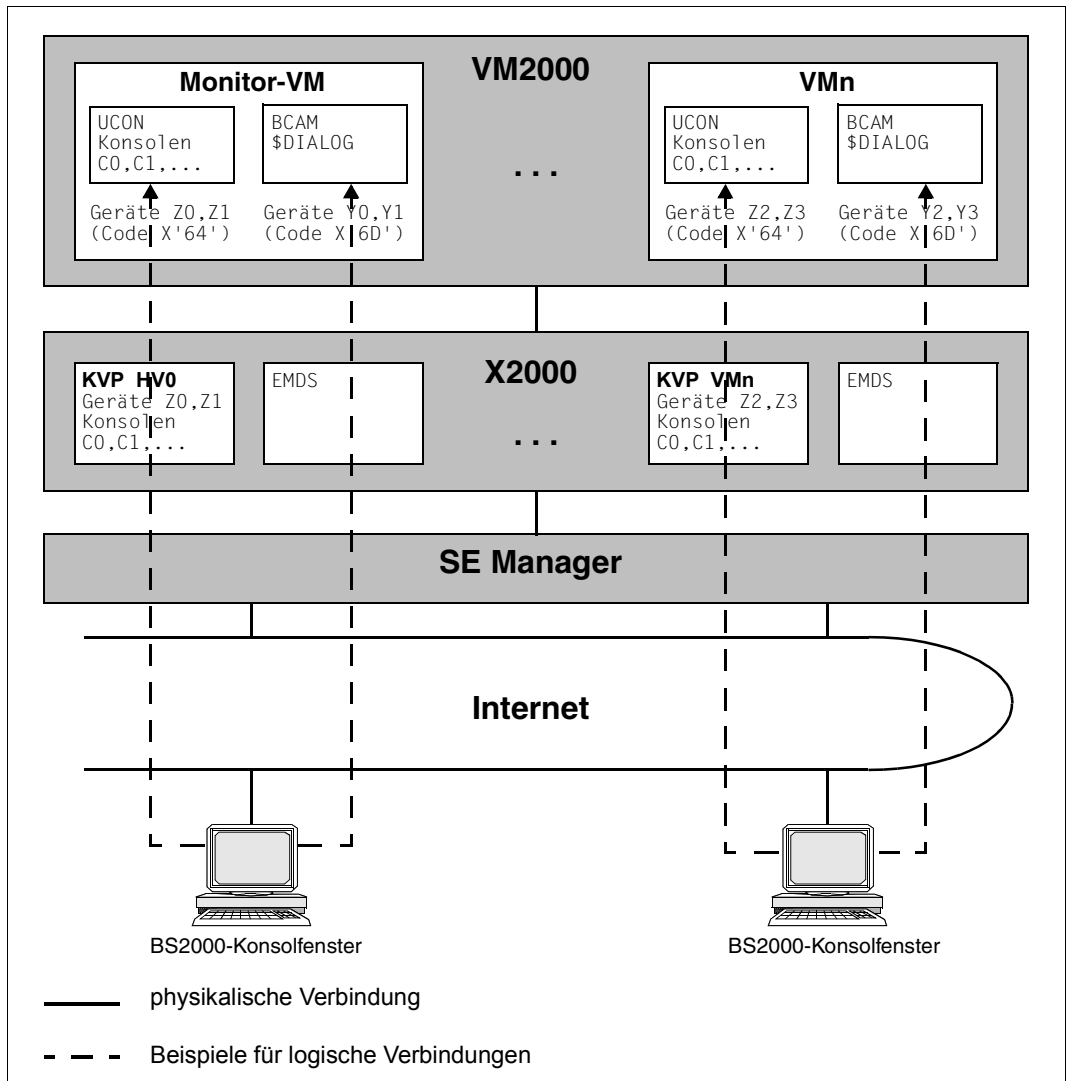 VM2000
Monitor-VM
UCON
Konsolen
C0,C1,...
BCAM
$DIALOG
Geräte Z0,Z1
(Code X'64')
Geräte Y0,Y1
(Code X'6D')
...
VMn
UCON
Konsolen
C0,C1,...
BCAM
$DIALOG
Geräte Z2,Z3
(Code X'64')
Geräte Y2,Y3
(Code X'6D')
X2000
KVP HV0
Geräte Z0,Z1
Konsolen
C0,C1,...
EMDS
...
KVP VMn
Geräte Z2,Z3
Konsolen
C0,C1,...
EMDS
SE Manager
Internet
BS2000-Konsolfenster
BS2000-Konsolfenster
physikalische Verbindung
Beispiele für logische Verbindungen